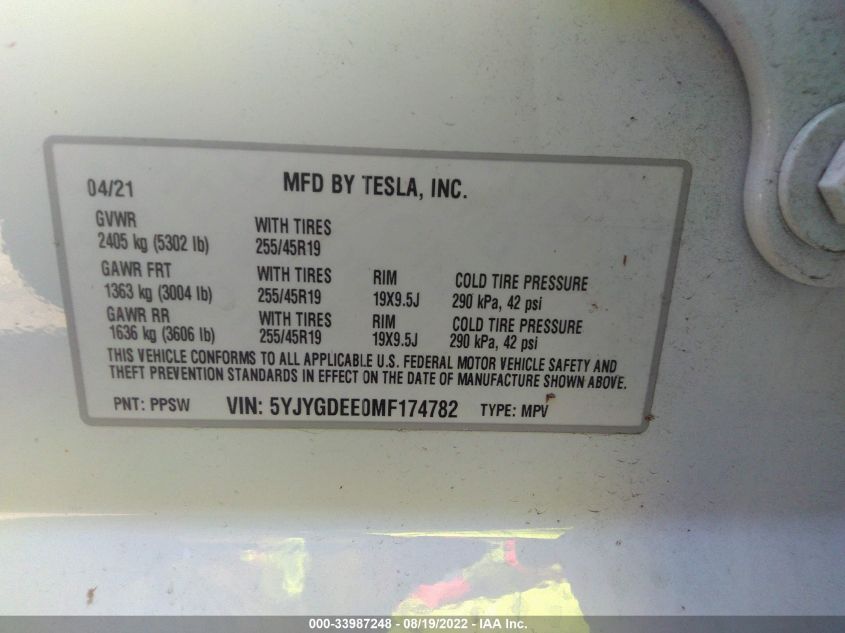 04/21 MFD BY TESLA, INC.
GVWR WITH TIRES
2405 kg (5302 lb) 255/45R19
GAWR FRT WITH TIRES RIM COLD TIRE PRESSURE
1363 kg (3004 lb) 255/45R19 19X9.5J 290 kPa, 42 psi
GAWR RR WITH TIRES RIM COLD TIRE PRESSURE
1636 kg (3606 lb) 255/45R19 19X9.5J 290 kPa, 42 psi
THIS VEHICLE CONFORMS TO ALL APPLICABLE U.S. FEDERAL MOTOR VEHICLE SAFETY AND
THEFT PREVENTION STANDARDS IN EFFECT ON THE DATE OF MANUFACTURE SHOWN ABOVE.
PNT: PPSW VIN: 5YJYGDEE0MF174782 TYPE: MPV
000-33987248 - 08/19/2022 - IAA Inc.